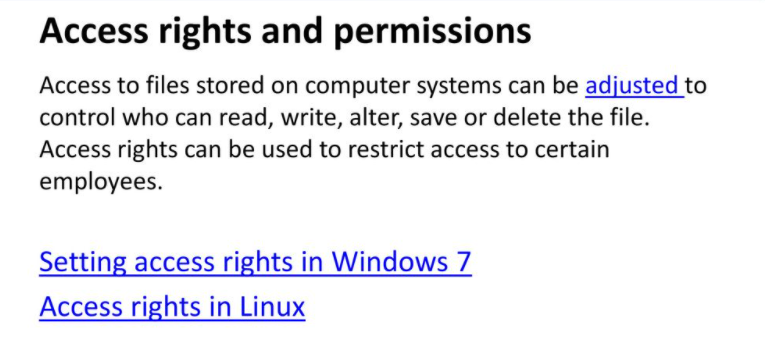 Access rights and permissions
Access to files stored on computer systems can be adjusted to
control who can read, write, alter, save or delete the file.
Access rights can be used to restrict access to certain
employees.
Setting access rights in Windows 7
Access rights in Linux